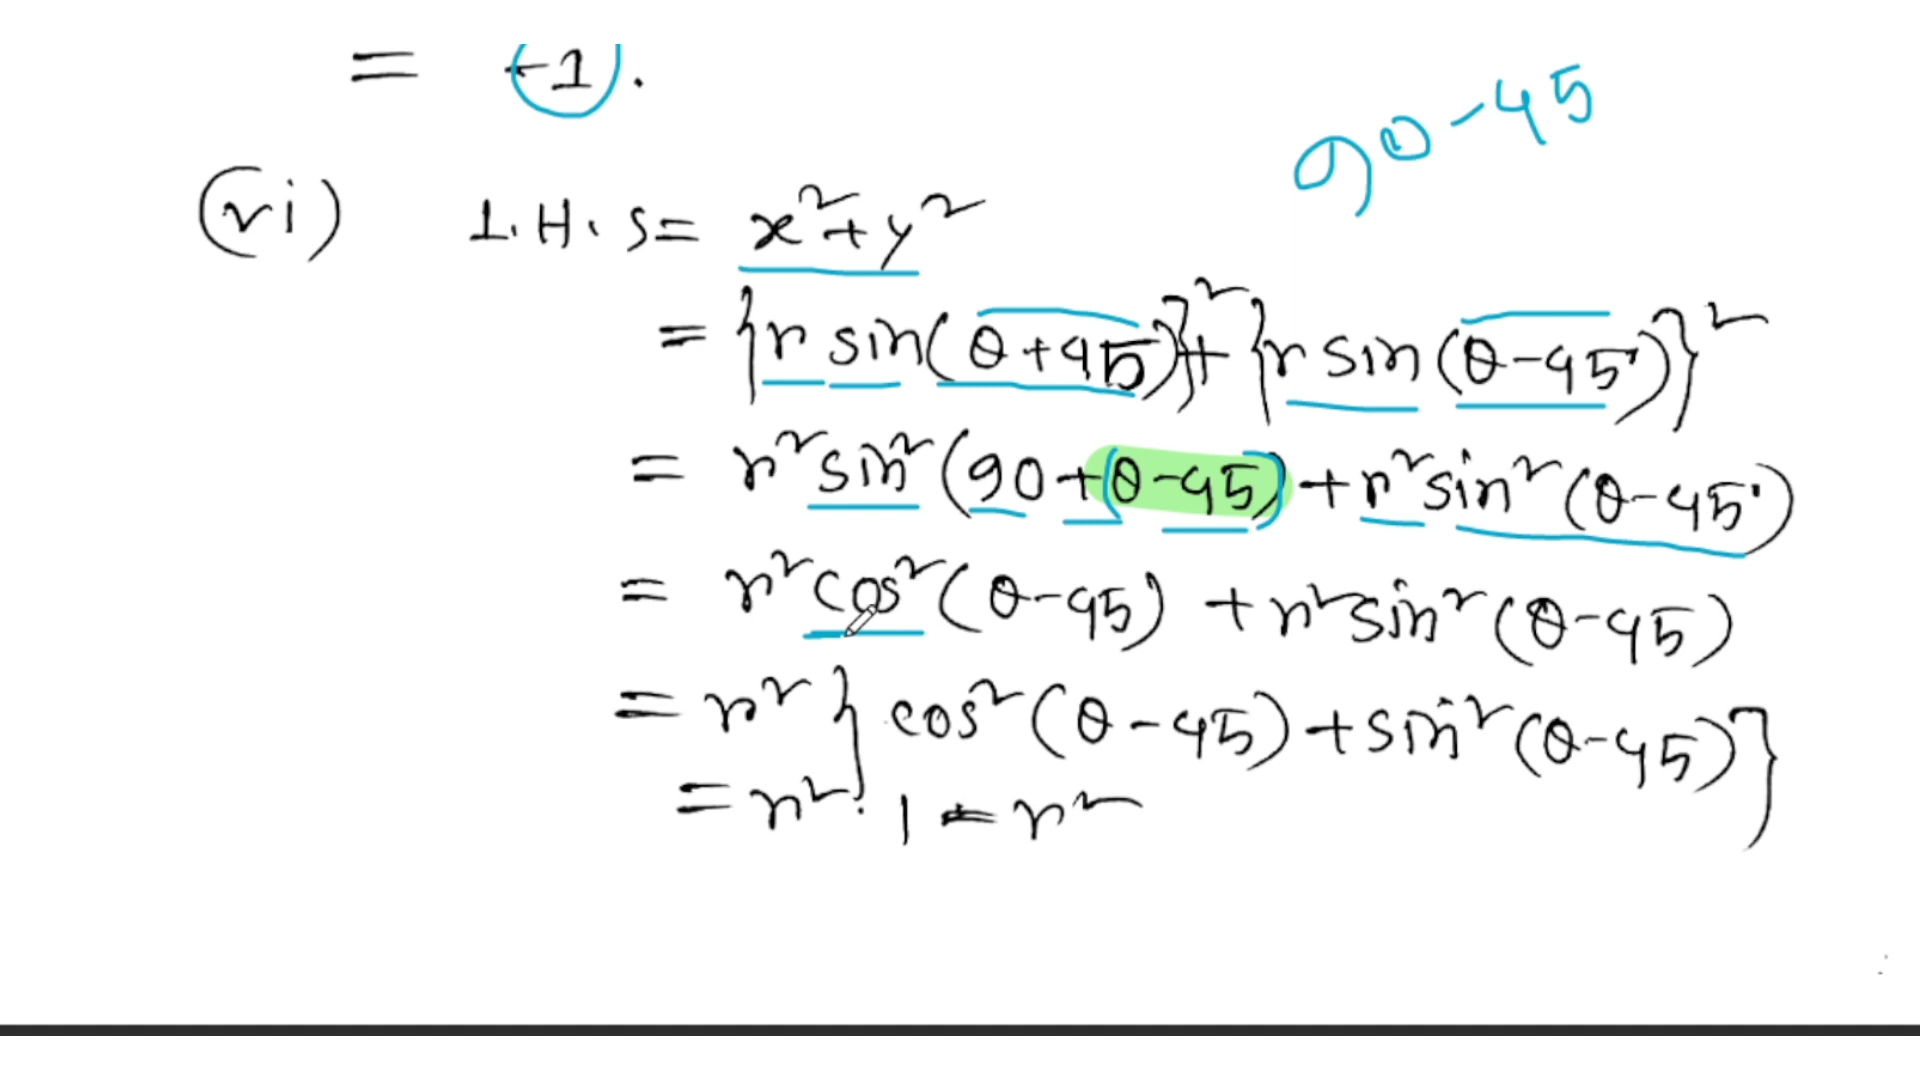 = -1.
90-45
(vi) L.H.S = x²+y²
= {r sin(θ+45)}² + {r sin(θ-45°)}²
= r² sin² (90+(θ-45)) + r² sin² (θ-45°)
= r² cos² (θ-45) + r² sin² (θ-45)
= r² { cos² (θ-45) + sin² (θ-45) }
= r². 1 = r²